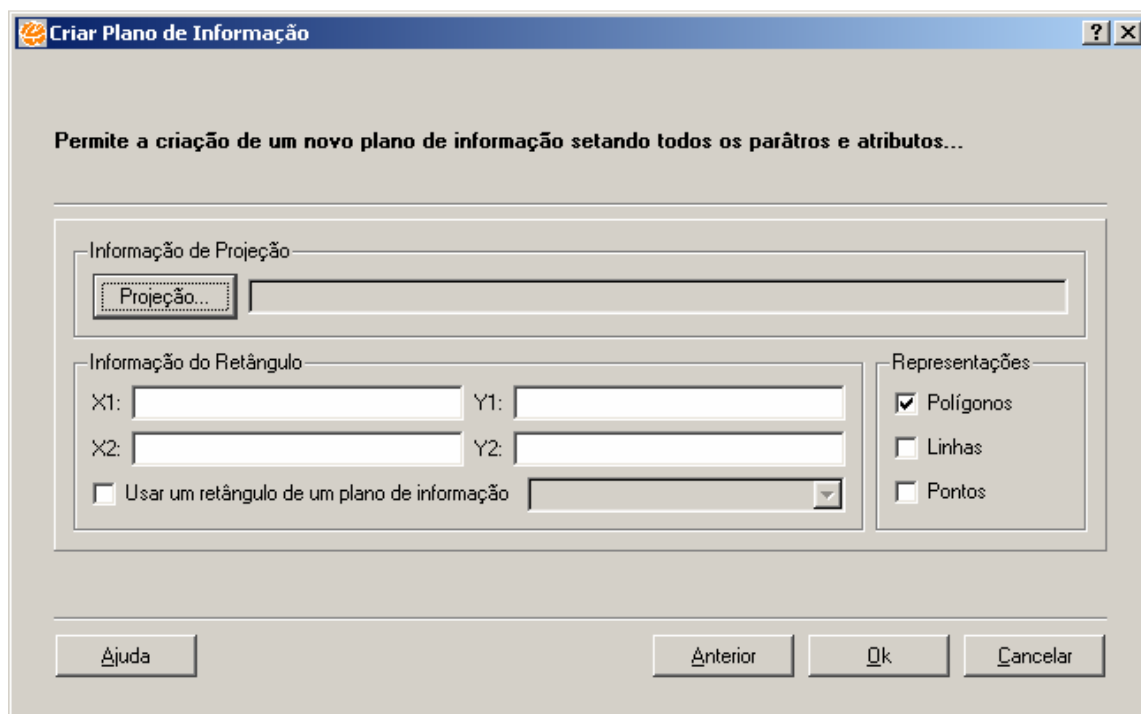 Criar Plano de Informação
Permite a criação de um novo plano de informação setando todos os parâtros e atributos...
Informação de Projeção
Projeção...
Informação do Retângulo
X1:
Y1:
X2:
Y2:
Usar um retângulo de um plano de informação
Representações
Polígonos
Linhas
Pontos
Ajuda
Anterior
Ok
Cancelar